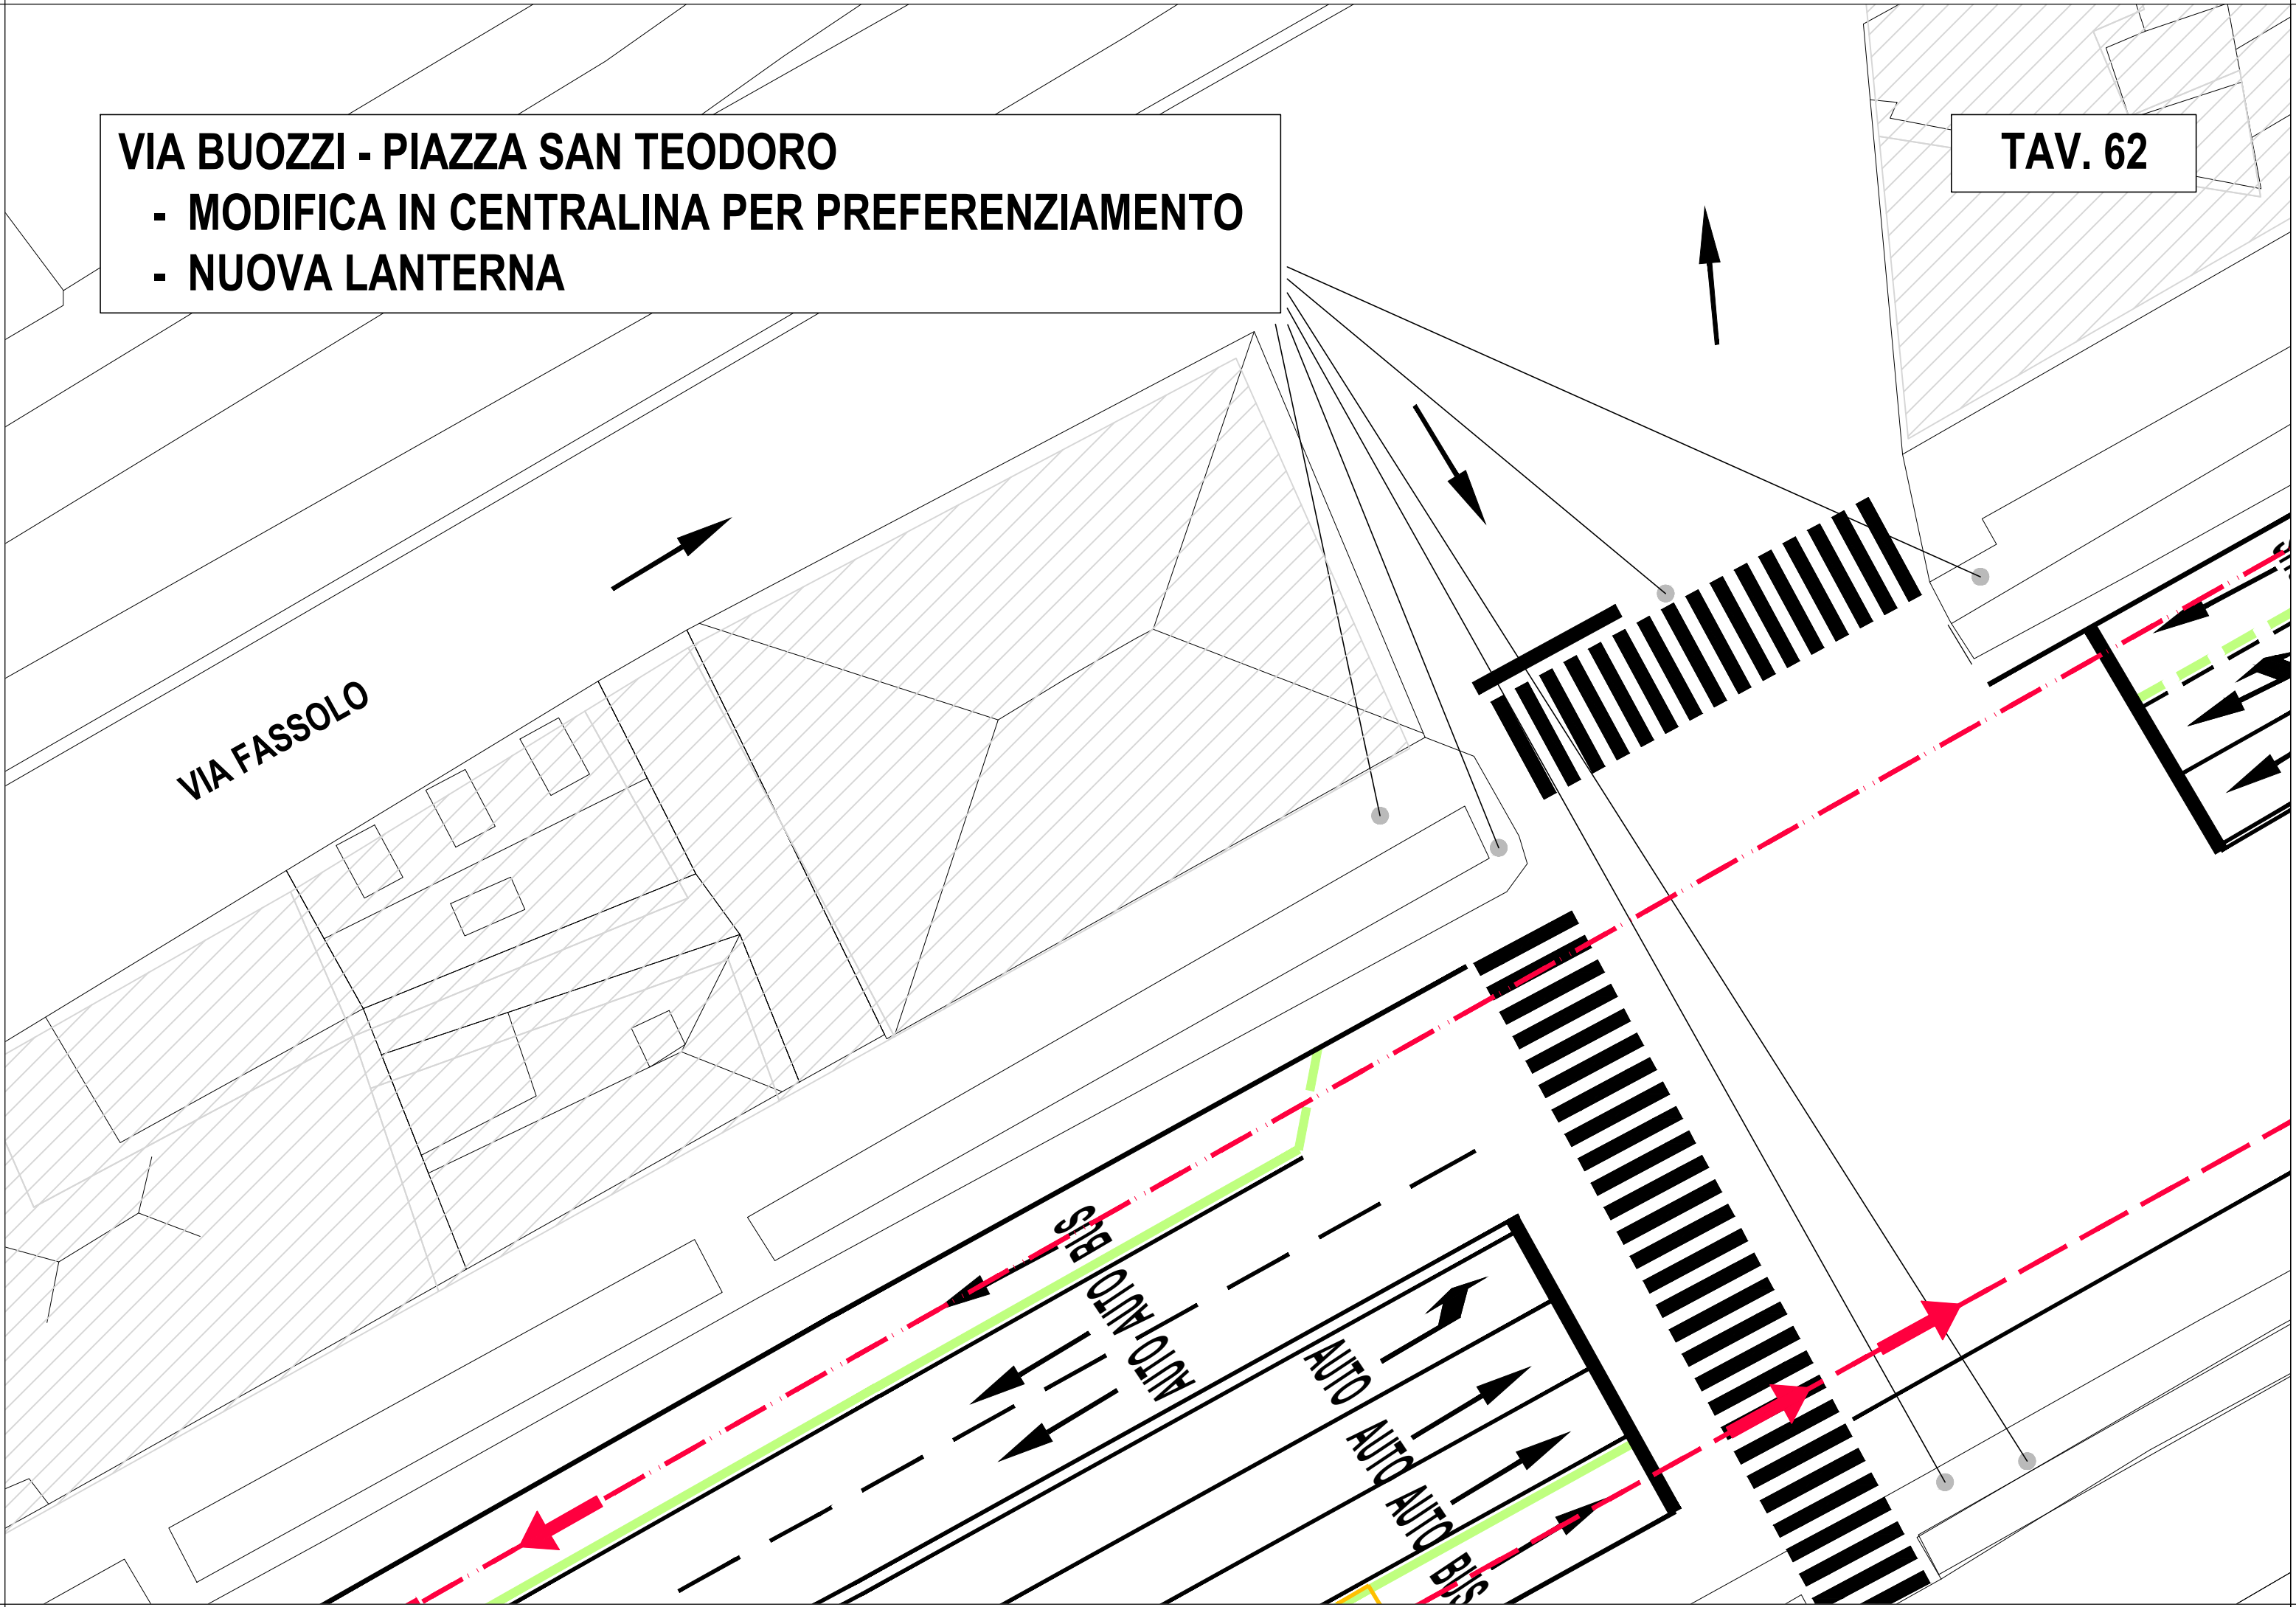 VIA BUOZZI - PIAZZA SAN TEODORO
- MODIFICA IN CENTRALINA PER PREFERENZIAMENTO
- NUOVA LANTERNA
TAV. 62
VIA FASSOLO
BUS
AUTO
AUTO
AUTO
AUTO
AUTO
BUS